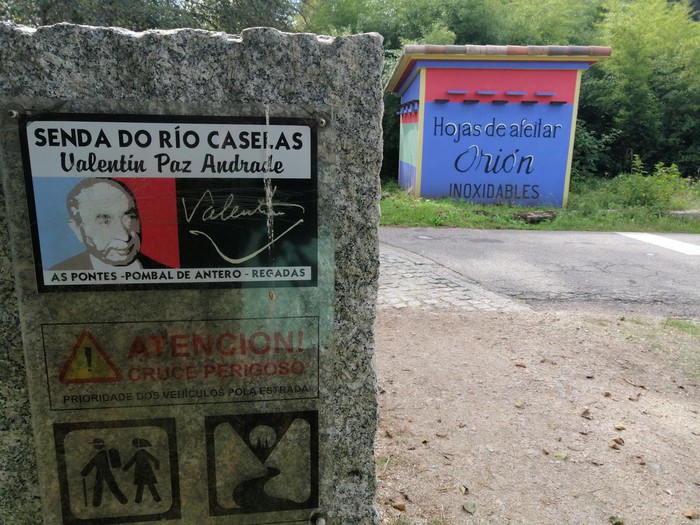 SENDA DO RÍO CASELAS
Valentín Paz Andrade
Valentín
AS PONTES - POMBAL DE ANTERO - REGADAS
ATENCIÓN!
CRUCE PERIGOSO
PRIORIDADE DOS VEHÍCULOS POLA ESTRADA
Hojas de afeitar
Orión
INOXIDABLES